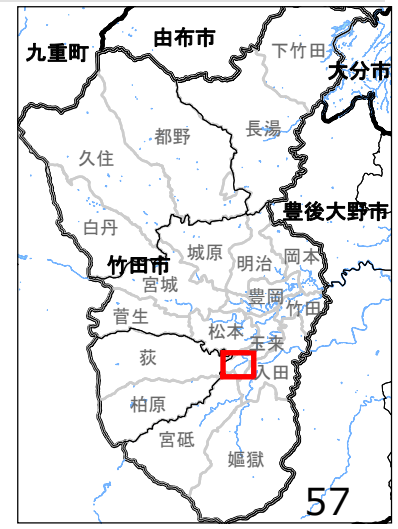 由布市
九重町
下竹田
大分市
長湯
都野
久住
豊後大野市
白丹
城原
岡本
明治
竹田市
宮城
豊岡
竹田
菅生
松本
玉来
荻
入田
柏原
宮砥
嫗獄
57